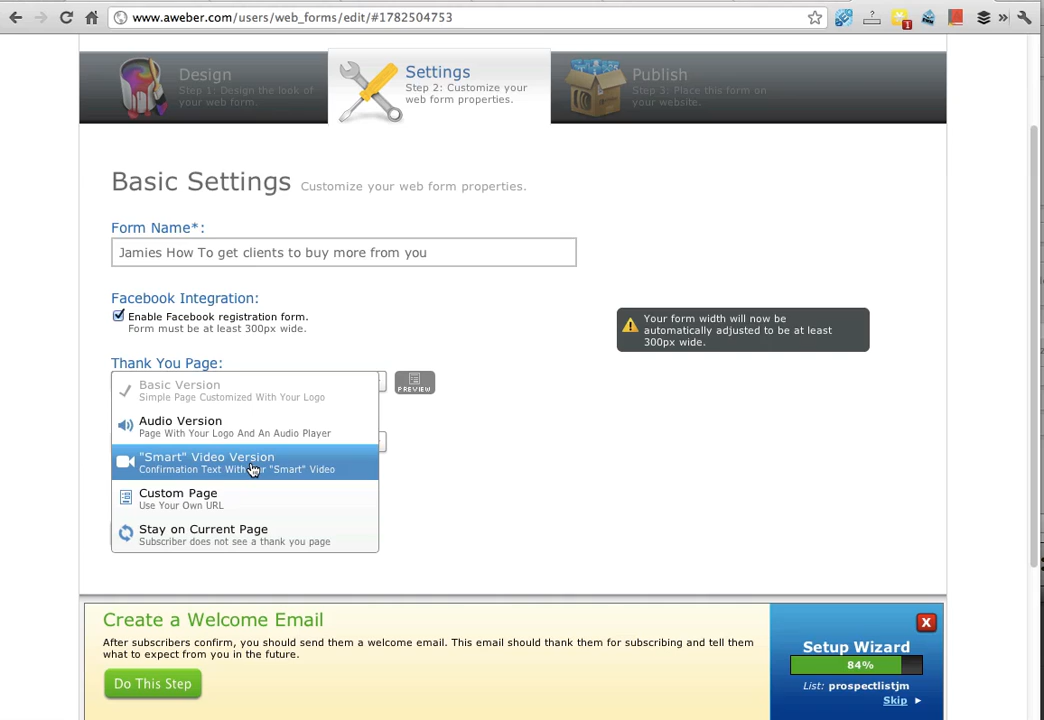 www.aweber.com/users/web_forms/edit/#1782504753
1
Design
Step 1: Design the look of
your web form.
Settings
Step 2: Customize your
web form properties.
Publish
Step 3: Place this form on
your website.
Basic Settings Customize your web form properties.
Form Name*:
Jamies How To get clients to buy more from you
Facebook Integration:
Enable Facebook registration form.
Form must be at least 300px wide.
Your form width will now be
automatically adjusted to be at least
300px wide.
Thank You Page:
Basic Version
Simple Page Customized With Your Logo
PREVIEW
Audio Version
Page With Your Logo And An Audio Player
"Smart" Video Version
Confirmation Text With "Smart" Video
Custom Page
Use Your Own URL
Stay on Current Page
Subscriber does not see a thank you page
Create a Welcome Email
After subscribers confirm, you should send them a welcome email. This email should thank them for subscribing and tell them
what to expect from you in the future.
Do This Step
X
Setup Wizard
84%
List: prospectlistjm
Skip